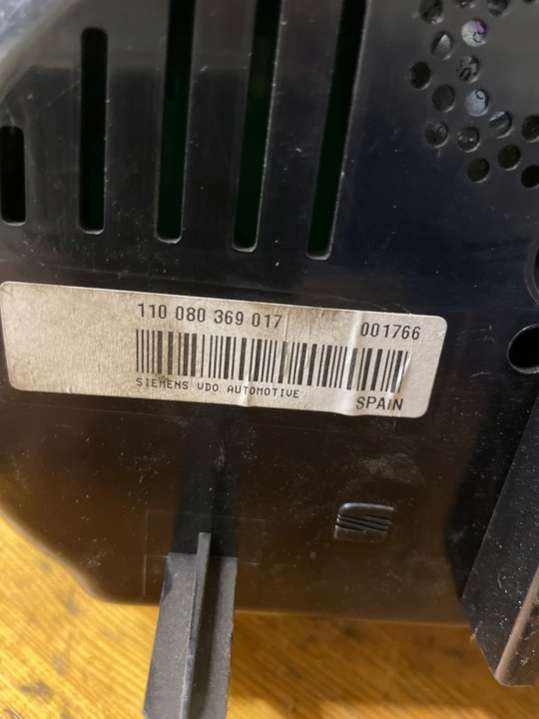 110 080 369 017 001766
SIEMENS VDO AUTOMOTIVE
SPAIN